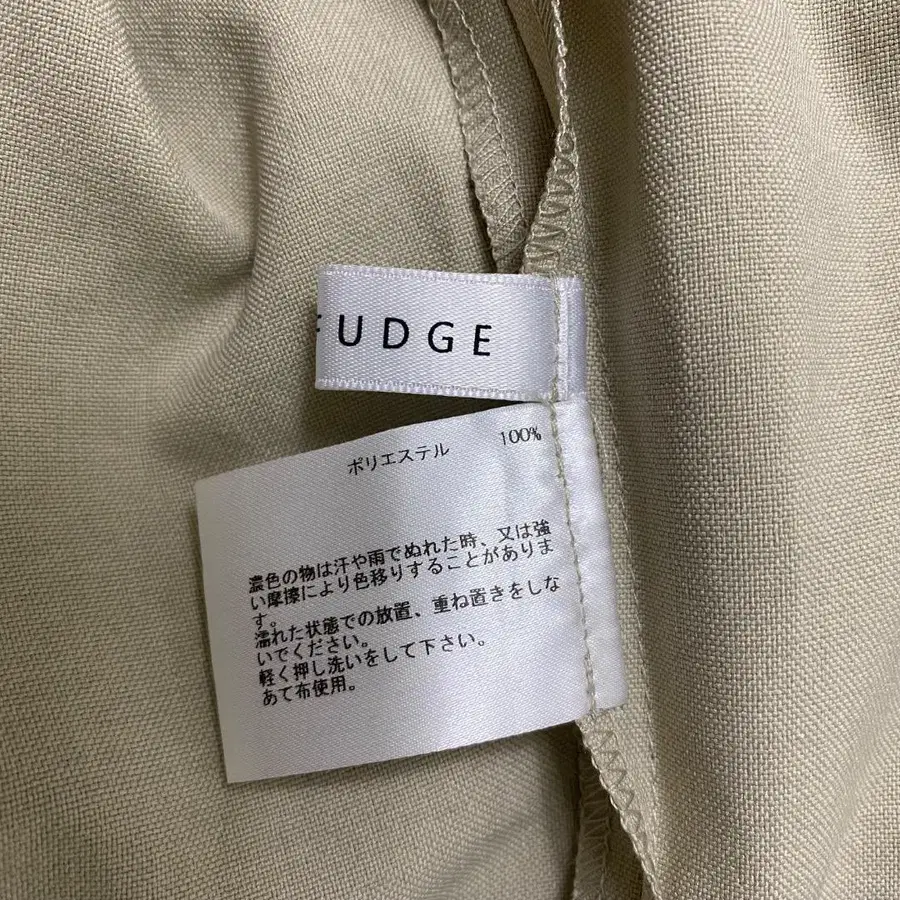 FUDGE
ポリエステル 100%
濃色の物は汗や雨でぬれた時、又は強
い摩擦により色移りすることがありま
す。
濡れた状態での放置、重ね置きをしな
いでください。
軽く押し洗いをして下さい。
あて布使用。